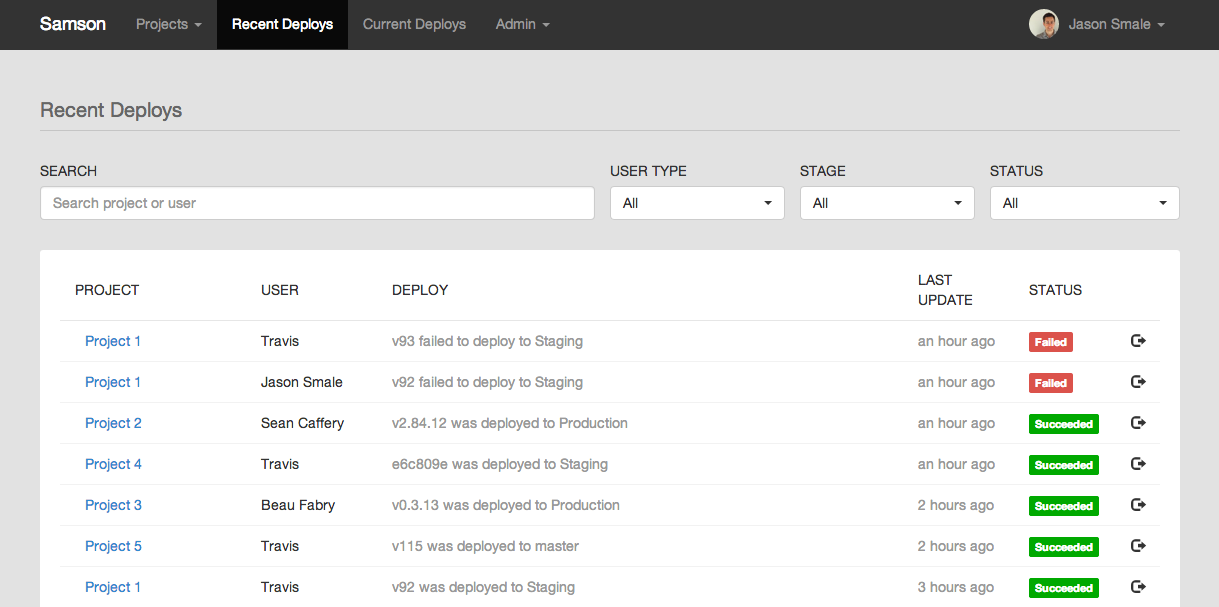 Samson Projects Recent Deploys Current Deploys Admin Jason Smale
Recent Deploys
SEARCH USER TYPE STAGE STATUS
Search project or user All All All
PROJECT USER DEPLOY LAST UPDATE STATUS
Project 1 Travis v93 failed to deploy to Staging an hour ago Failed
Project 1 Jason Smale v92 failed to deploy to Staging an hour ago Failed
Project 2 Sean Caffery v2.84.12 was deployed to Production an hour ago Succeeded
Project 4 Travis e6c809e was deployed to Staging an hour ago Succeeded
Project 3 Beau Fabry v0.3.13 was deployed to Production 2 hours ago Succeeded
Project 5 Travis v115 was deployed to master 2 hours ago Succeeded
Project 1 Travis v92 was deployed to Staging 3 hours ago Succeeded